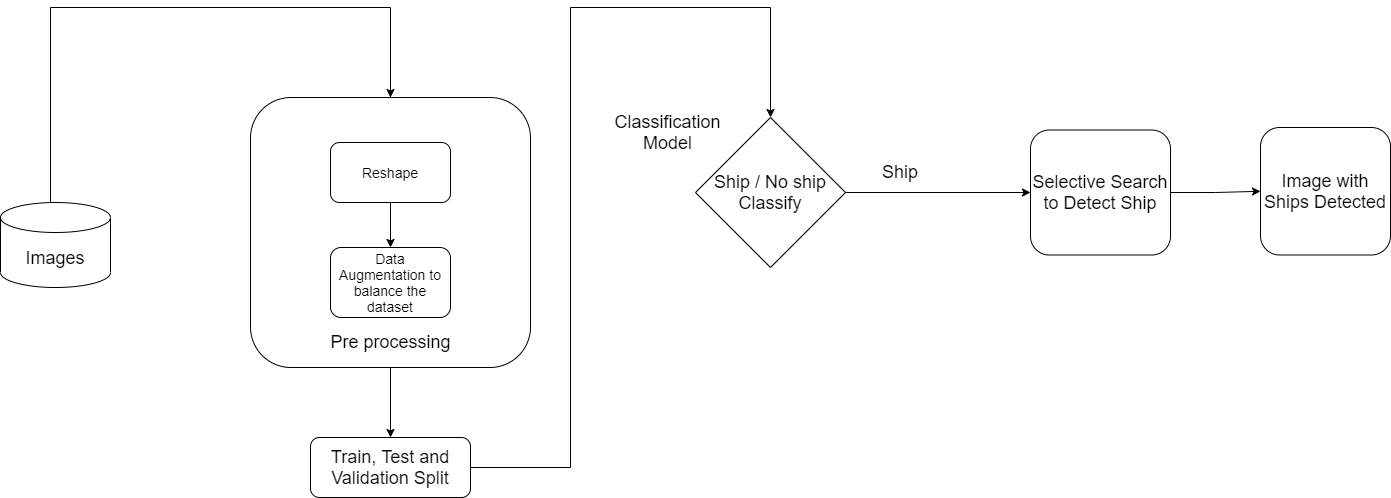 Images
Reshape
Data
Augmentation to
balance the
dataset
Pre processing
Train, Test and
Validation Split
Classification
Model
Ship / No ship
Classify
Ship
Selective Search
to Detect Ship
Image with
Ships Detected